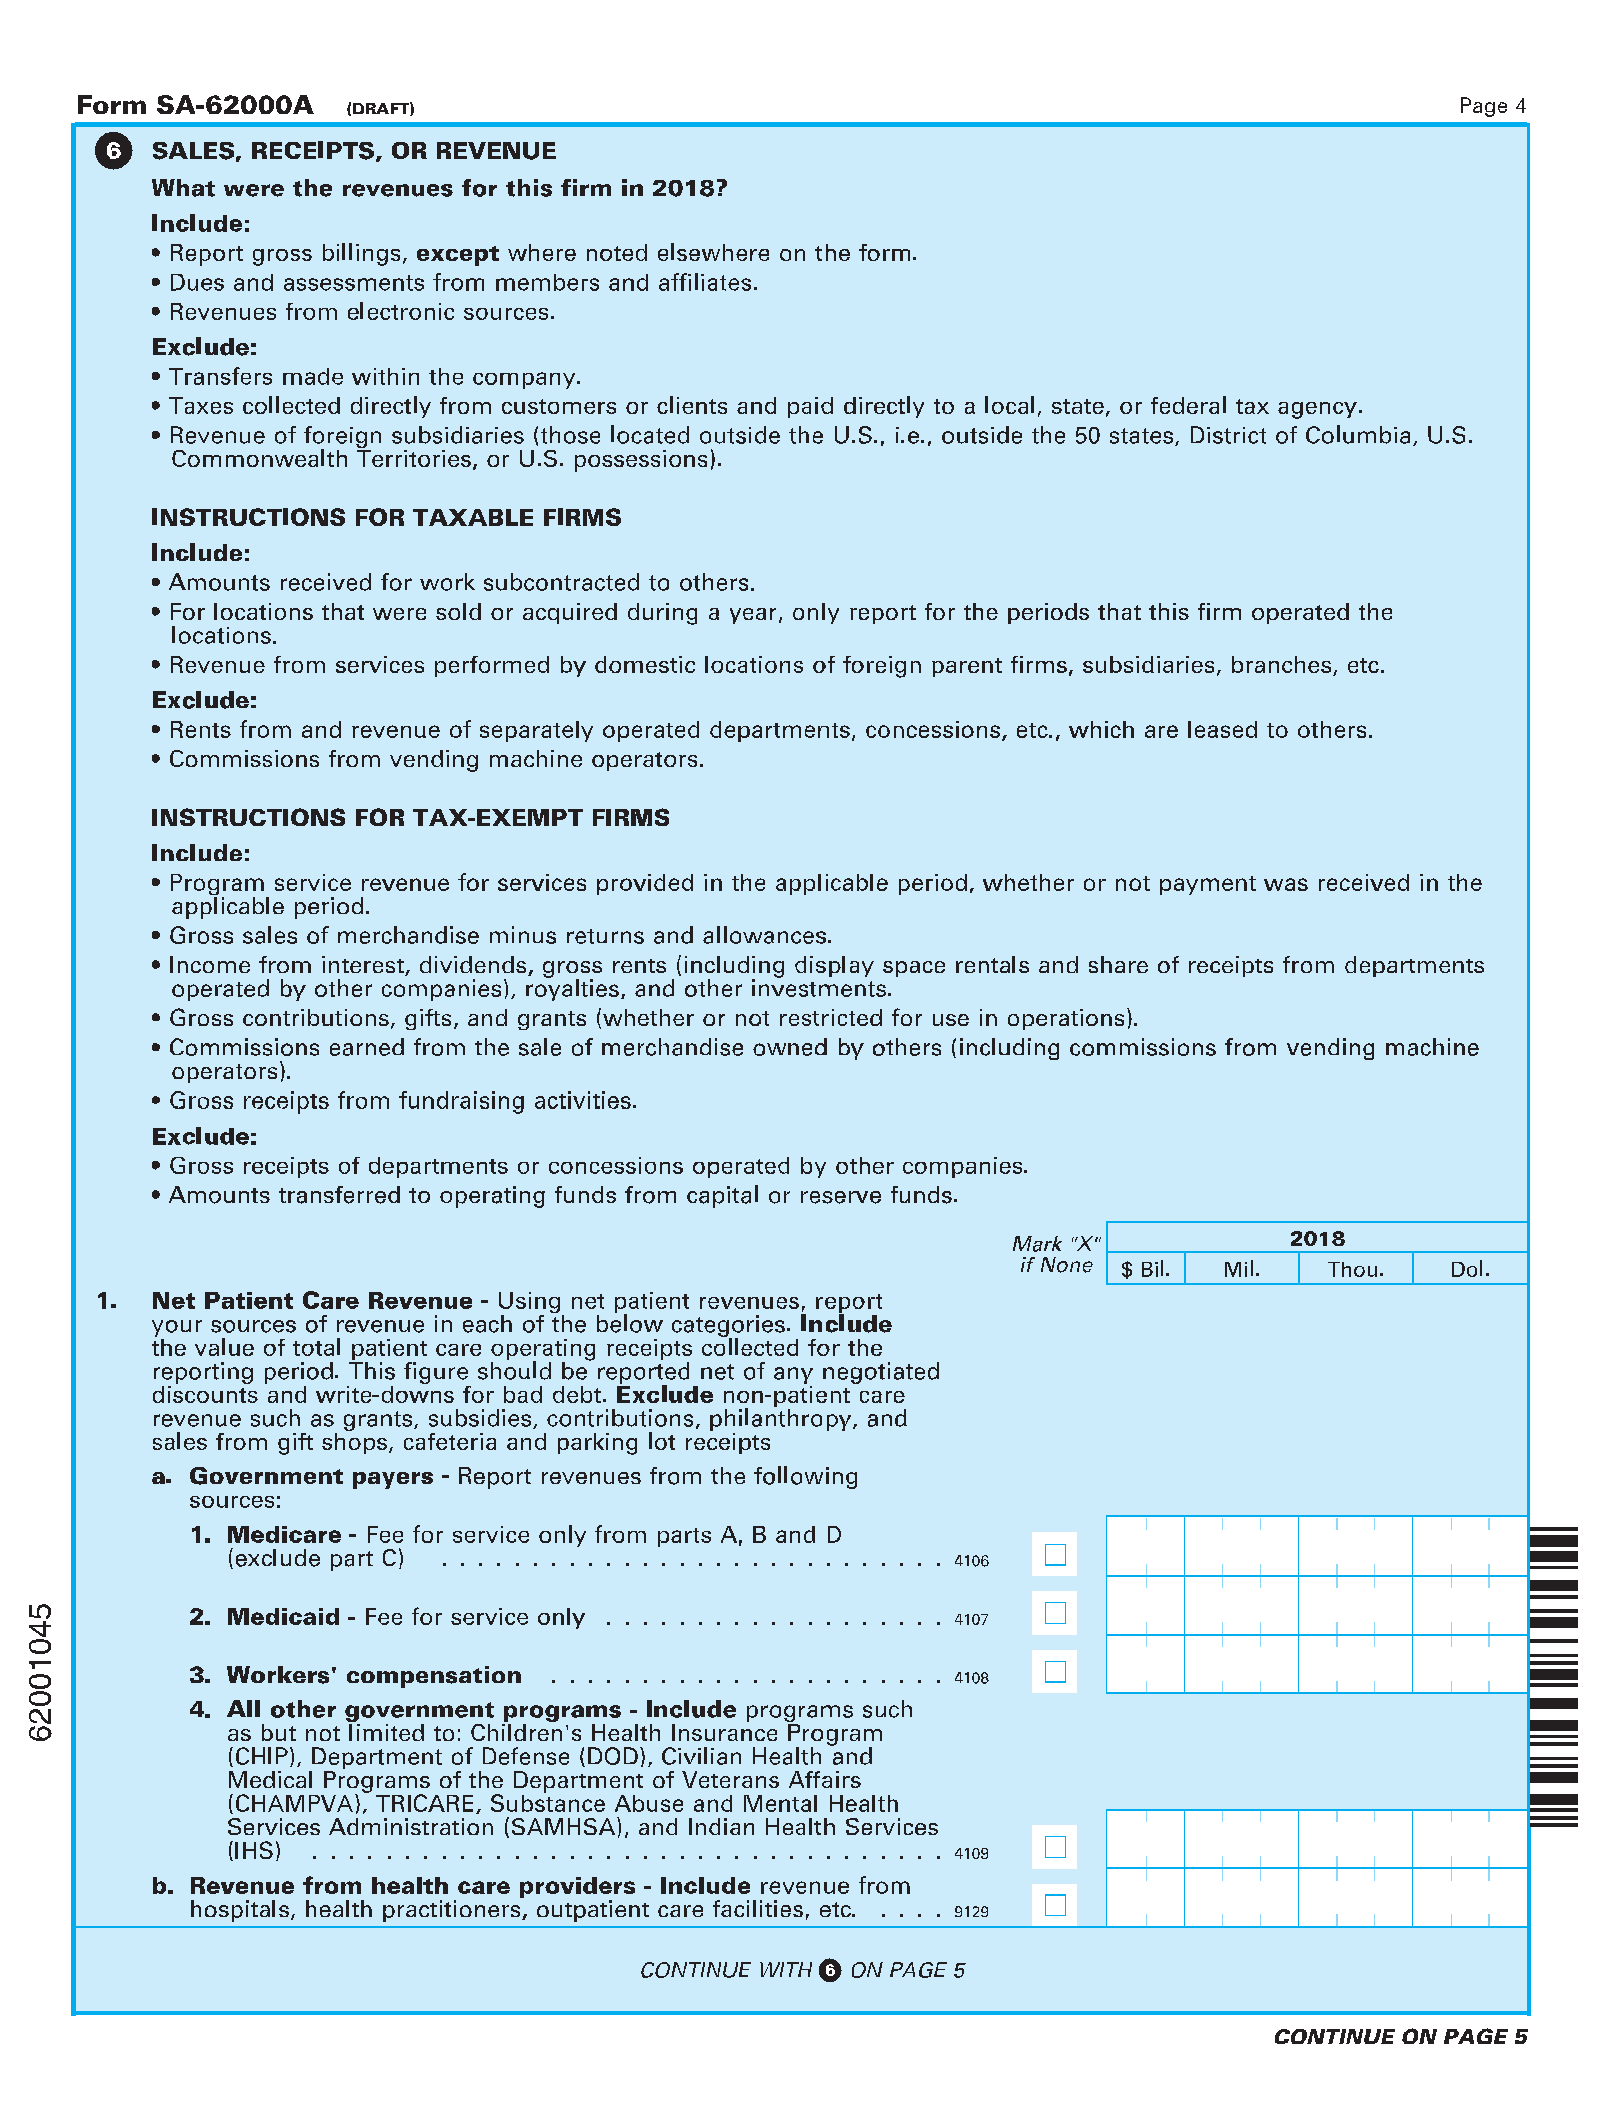 Form SA-62000A (DRAFT)
Page 4
6 SALES, RECEIPTS, OR REVENUE
What were the revenues for this firm in 2018?
Include:
• Report gross billings, except where noted elsewhere on the form.
• Dues and assessments from members and affiliates.
• Revenues from electronic sources.
Exclude:
• Transfers made within the company.
• Taxes collected directly from customers or clients and paid directly to a local, state, or federal tax agency.
• Revenue of foreign subsidiaries (those located outside the U.S., i.e., outside the 50 states, District of Columbia, U.S.
Commonwealth Territories, or U.S. possessions).
INSTRUCTIONS FOR TAXABLE FIRMS
Include:
• Amounts received for work subcontracted to others.
• For locations that were sold or acquired during a year, only report for the periods that this firm operated the
locations.
• Revenue from services performed by domestic locations of foreign parent firms, subsidiaries, branches, etc.
Exclude:
• Rents from and revenue of separately operated departments, concessions, etc., which are leased to others.
• Commissions from vending machine operators.
INSTRUCTIONS FOR TAX-EXEMPT FIRMS
Include:
• Program service revenue for services provided in the applicable period, whether or not payment was received in the
applicable period.
• Gross sales of merchandise minus returns and allowances.
• Income from interest, dividends, gross rents (including display space rentals and share of receipts from departments
operated by other companies), royalties, and other investments.
• Gross contributions, gifts, and grants (whether or not restricted for use in operations).
• Commissions earned from the sale of merchandise owned by others (including commissions from vending machine
operators).
• Gross receipts from fundraising activities.
Exclude:
• Gross receipts of departments or concessions operated by other companies.
• Amounts transferred to operating funds from capital or reserve funds.
Mark "X"
if None
2018
$ Bil. Mil. Thou. Dol.
1. Net Patient Care Revenue - Using net patient revenues, report
your sources of revenue in each of the below categories. Include
the value of total patient care operating receipts collected for the
reporting period. This figure should be reported net of any negotiated
discounts and write-downs for bad debt. Exclude non-patient care
revenue such as grants, subsidies, contributions, philanthropy, and
sales from gift shops, cafeteria and parking lot receipts
a. Government payers - Report revenues from the following
sources:
1. Medicare - Fee for service only from parts A, B and D
(exclude part C) . . . . . . . . . . . . . . . . . . . . . . . . . . . . 4106
2. Medicaid - Fee for service only . . . . . . . . . . . . . . . . . . . 4107
3. Workers' compensation . . . . . . . . . . . . . . . . . . . . . . 4108
4. All other government programs - Include programs such
as but not limited to: Children's Health Insurance Program
(CHIP), Department of Defense (DOD), Civilian Health and
Medical Programs of the Department of Veterans Affairs
(CHAMPVA), TRICARE, Substance Abuse and Mental Health
Services Administration (SAMHSA), and Indian Health Services
(IHS) . . . . . . . . . . . . . . . . . . . . . . . . . . . . . . . . . . . 4109
b. Revenue from health care providers - Include revenue from
hospitals, health practitioners, outpatient care facilities, etc. . . . . 9129
CONTINUE WITH 6 ON PAGE 5
CONTINUE ON PAGE 5
62001045